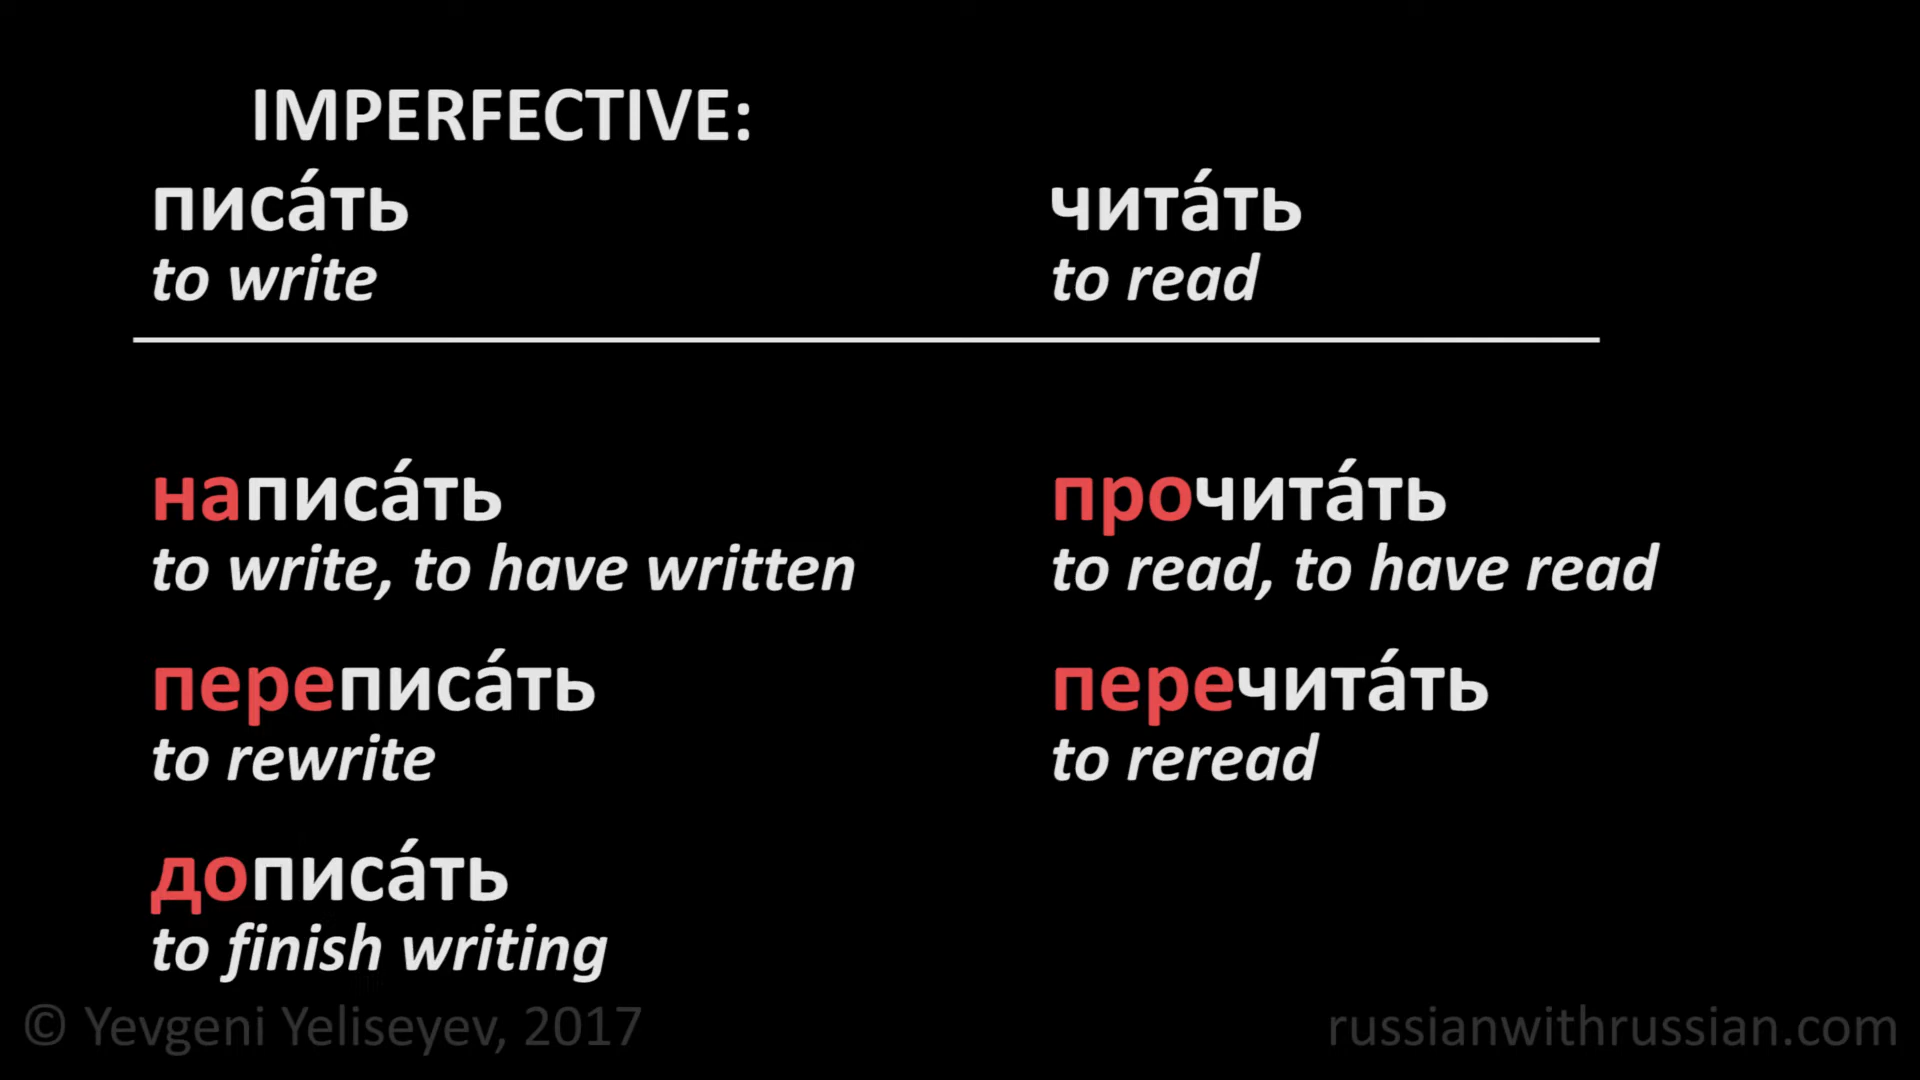 IMPERFECTIVE:
писа́ть
to write
чита́ть
to read
написа́ть
to write, to have written
прочита́ть
to read, to have read
переписа́ть
to rewrite
перечита́ть
to reread
дописа́ть
to finish writing
© Yevgeni Yeliseyev, 2017
russianwithrussian.com